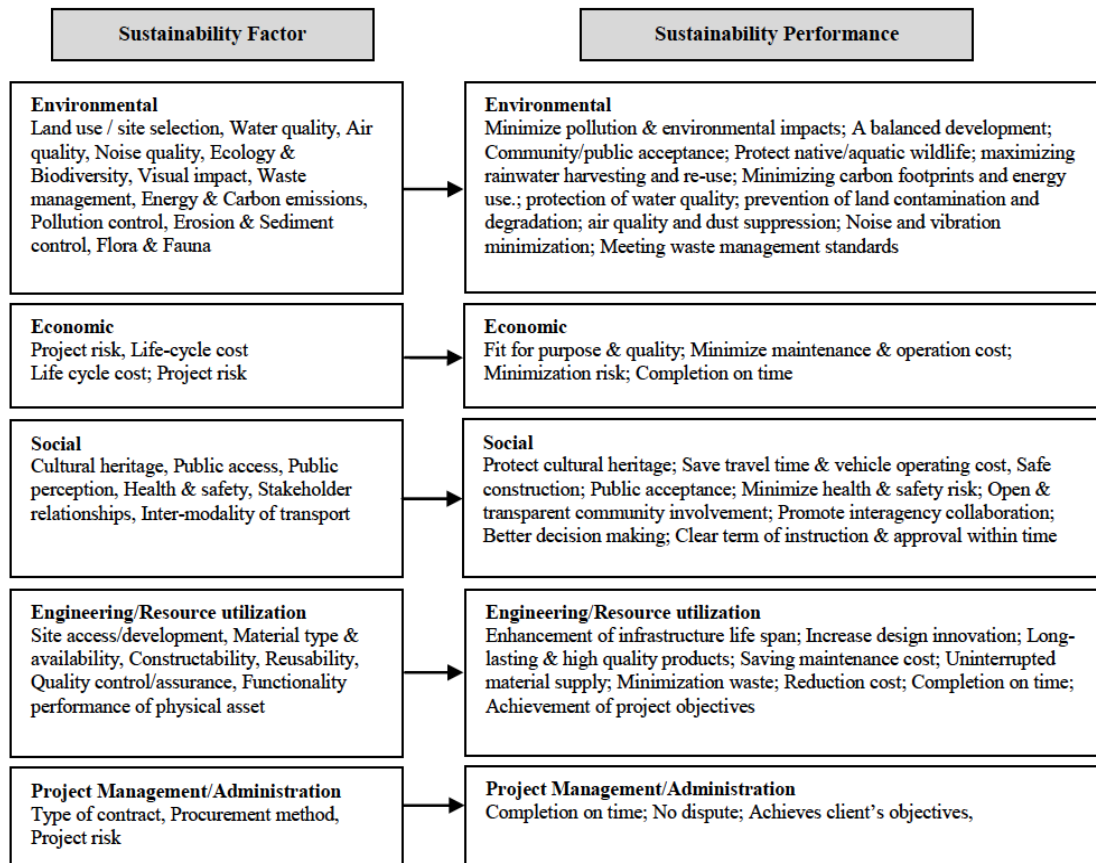 Sustainability Factor
Sustainability Performance
Environmental
Land use / site selection, Water quality, Air
quality, Noise quality, Ecology &
Biodiversity, Visual impact, Waste
management, Energy & Carbon emissions,
Pollution control, Erosion & Sediment
control, Flora & Fauna
Environmental
Minimize pollution & environmental impacts; A balanced development;
Community/public acceptance; Protect native/aquatic wildlife; maximizing
rainwater harvesting and re-use; Minimizing carbon footprints and energy
use.; protection of water quality; prevention of land contamination and
degradation; air quality and dust suppression; Noise and vibration
minimization; Meeting waste management standards
Economic
Project risk, Life-cycle cost
Life cycle cost; Project risk
Economic
Fit for purpose & quality; Minimize maintenance & operation cost;
Minimization risk; Completion on time
Social
Cultural heritage, Public access, Public
perception, Health & safety, Stakeholder
relationships, Inter-modality of transport
Social
Protect cultural heritage; Save travel time & vehicle operating cost, Safe
construction; Public acceptance; Minimize health & safety risk; Open &
transparent community involvement; Promote interagency collaboration;
Better decision making; Clear term of instruction & approval within time
Engineering/Resource utilization
Site access/development, Material type &
availability, Constructability, Reusability,
Quality control/assurance, Functionality
performance of physical asset
Engineering/Resource utilization
Enhancement of infrastructure life span; Increase design innovation; Long-
lasting & high quality products; Saving maintenance cost; Uninterrupted
material supply; Minimization waste; Reduction cost; Completion on time;
Achievement of project objectives
Project Management/Administration
Type of contract, Procurement method,
Project risk
Project Management/Administration
Completion on time; No dispute; Achieves client's objectives,